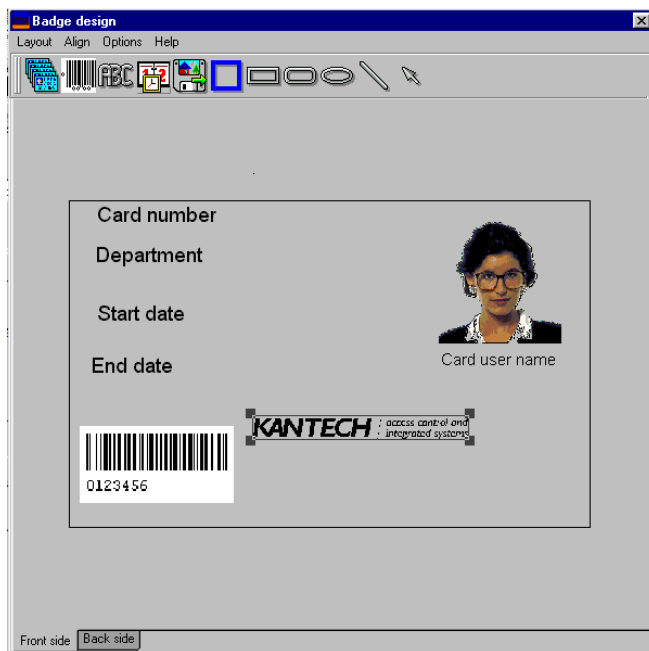 Badge design
Layout Align Options Help
ABC
Card number
Department
Start date
End date
Card user name
KANTECH access control and
integrated systems
0123456
Front side Back side